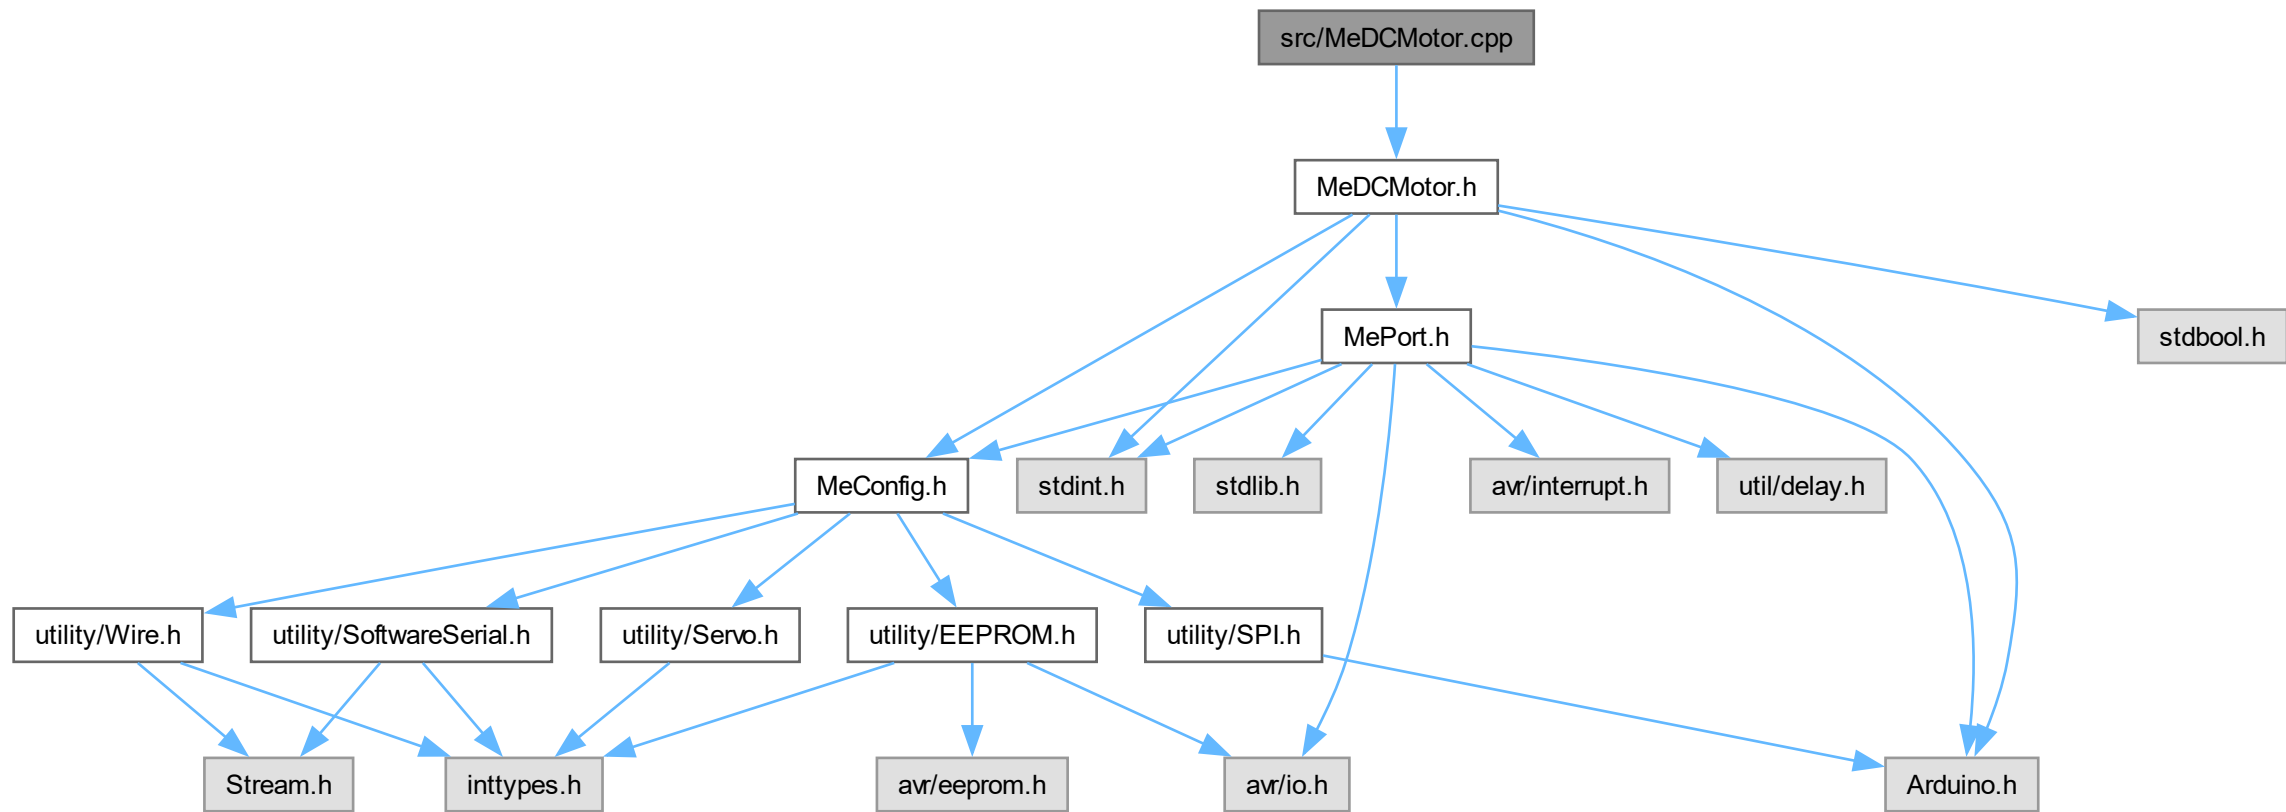 src/MeDCMotor.cpp
MeDCMotor.h
MePort.h
stdbool.h
MeConfig.h
stdint.h
stdlib.h
avr/interrupt.h
util/delay.h
utility/Wire.h
utility/SoftwareSerial.h
utility/Servo.h
utility/EEPROM.h
utility/SPI.h
Stream.h
inttypes.h
avr/eeprom.h
avr/io.h
Arduino.h